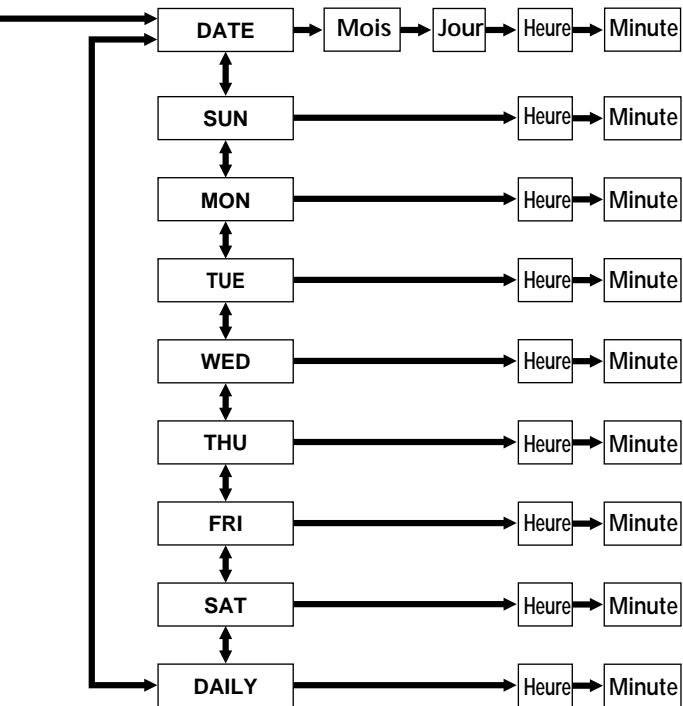 DATE Mois Jour Heure Minute
SUN Heure Minute
MON Heure Minute
TUE Heure Minute
WED Heure Minute
THU Heure Minute
FRI Heure Minute
SAT Heure Minute
DAILY Heure Minute